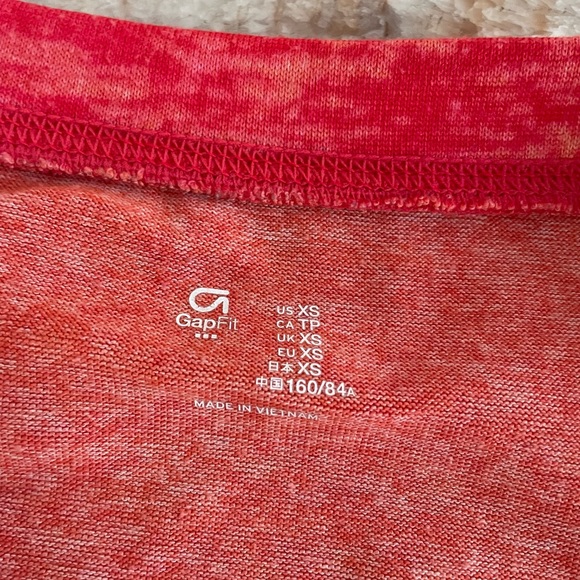 GapFit
US XS
CA TP
UK XS
EU XS
日本 XS
中国 160/84A
MADE IN VIETNAM